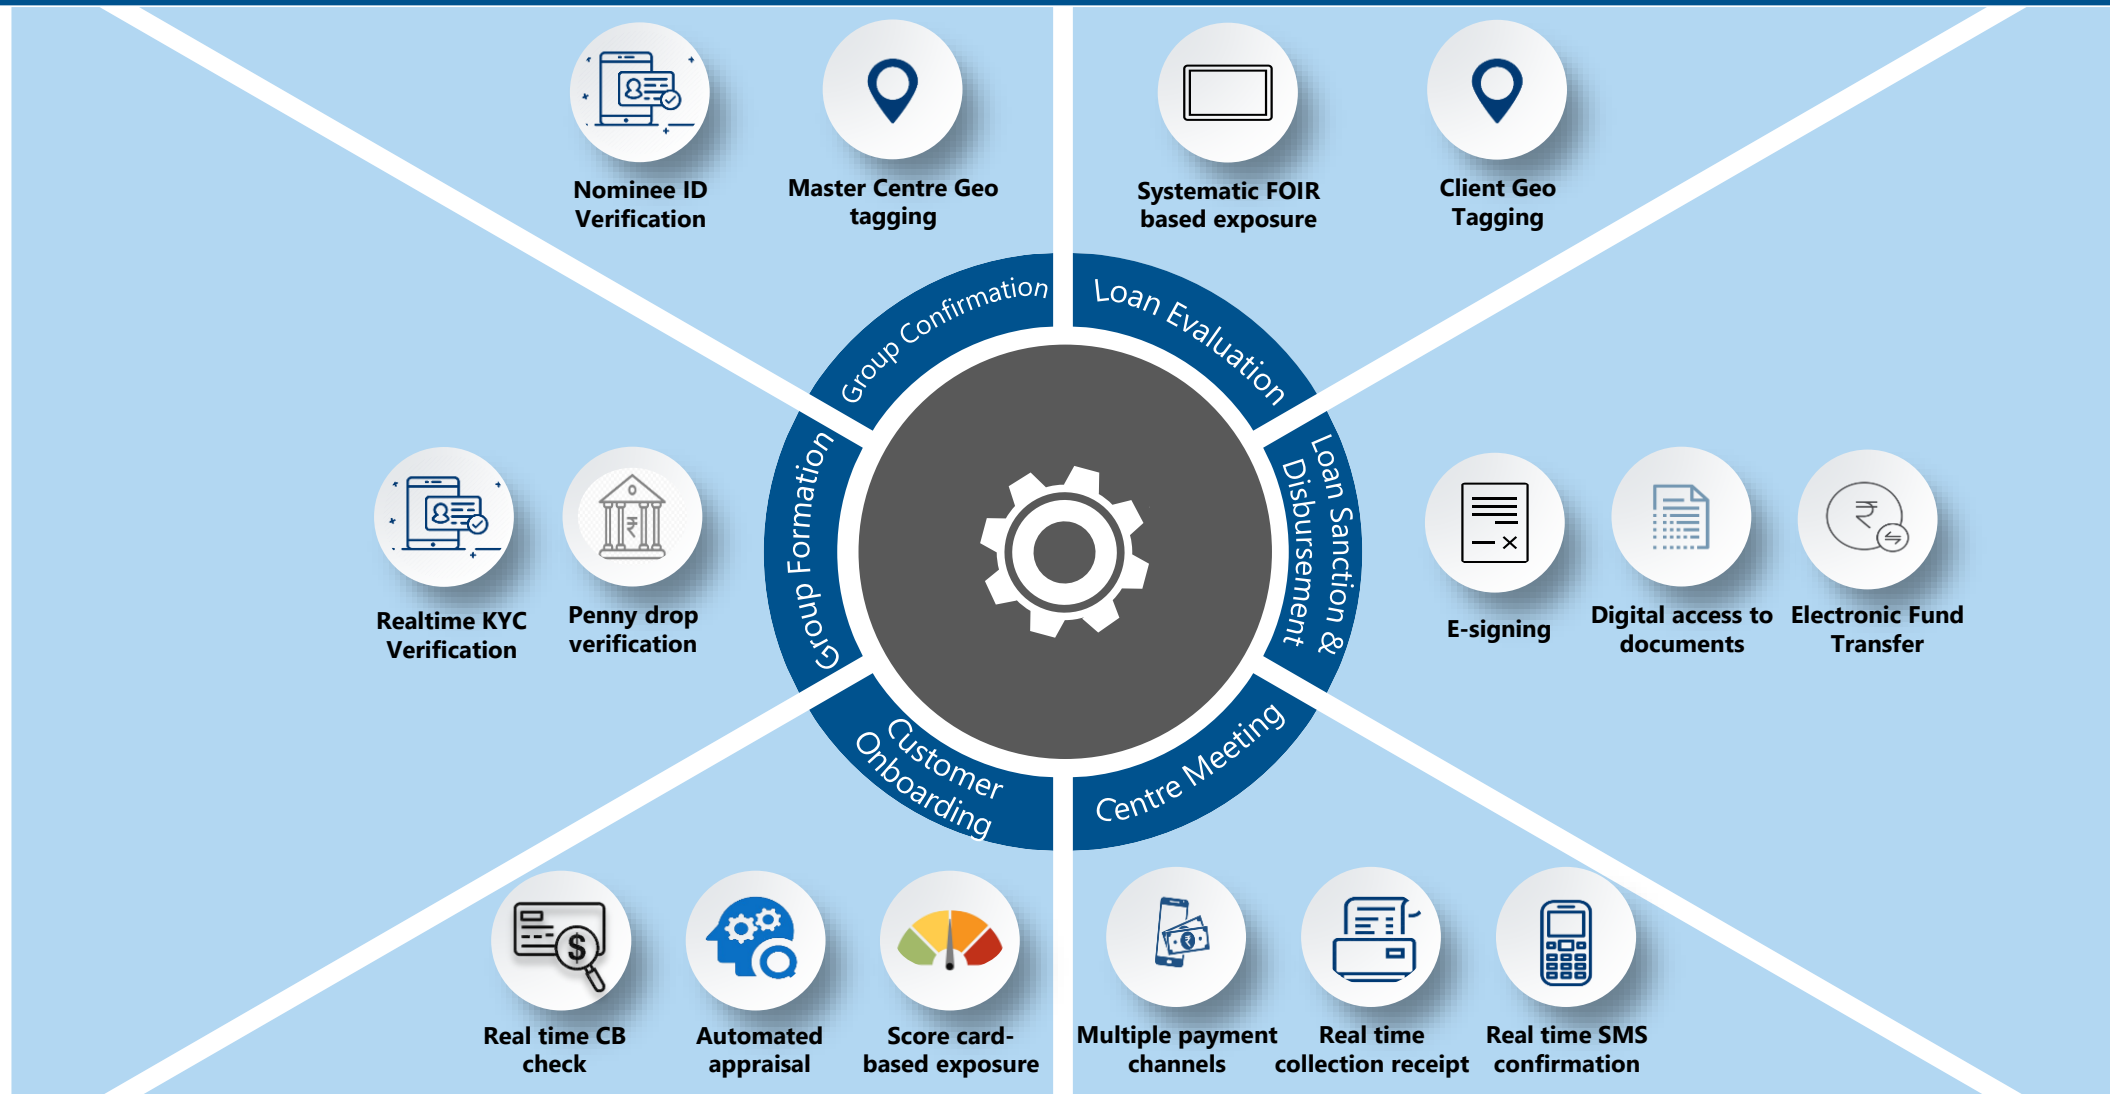 Nominee ID
Verification
Master Centre Geo
tagging
Systematic FOIR
based exposure
Client Geo
Tagging
Group Confirmation
Loan Evaluation
Group Formation
Loan Sanction &
Disbursement
Realtime KYC
Verification
Penny drop
verification
E-signing
Digital access to
documents
Electronic Fund
Transfer
Customer
Onboarding
Centre Meeting
Real time CB
check
Automated
appraisal
Score card-
based exposure
Multiple payment
channels
Real time
collection receipt
Real time SMS
confirmation